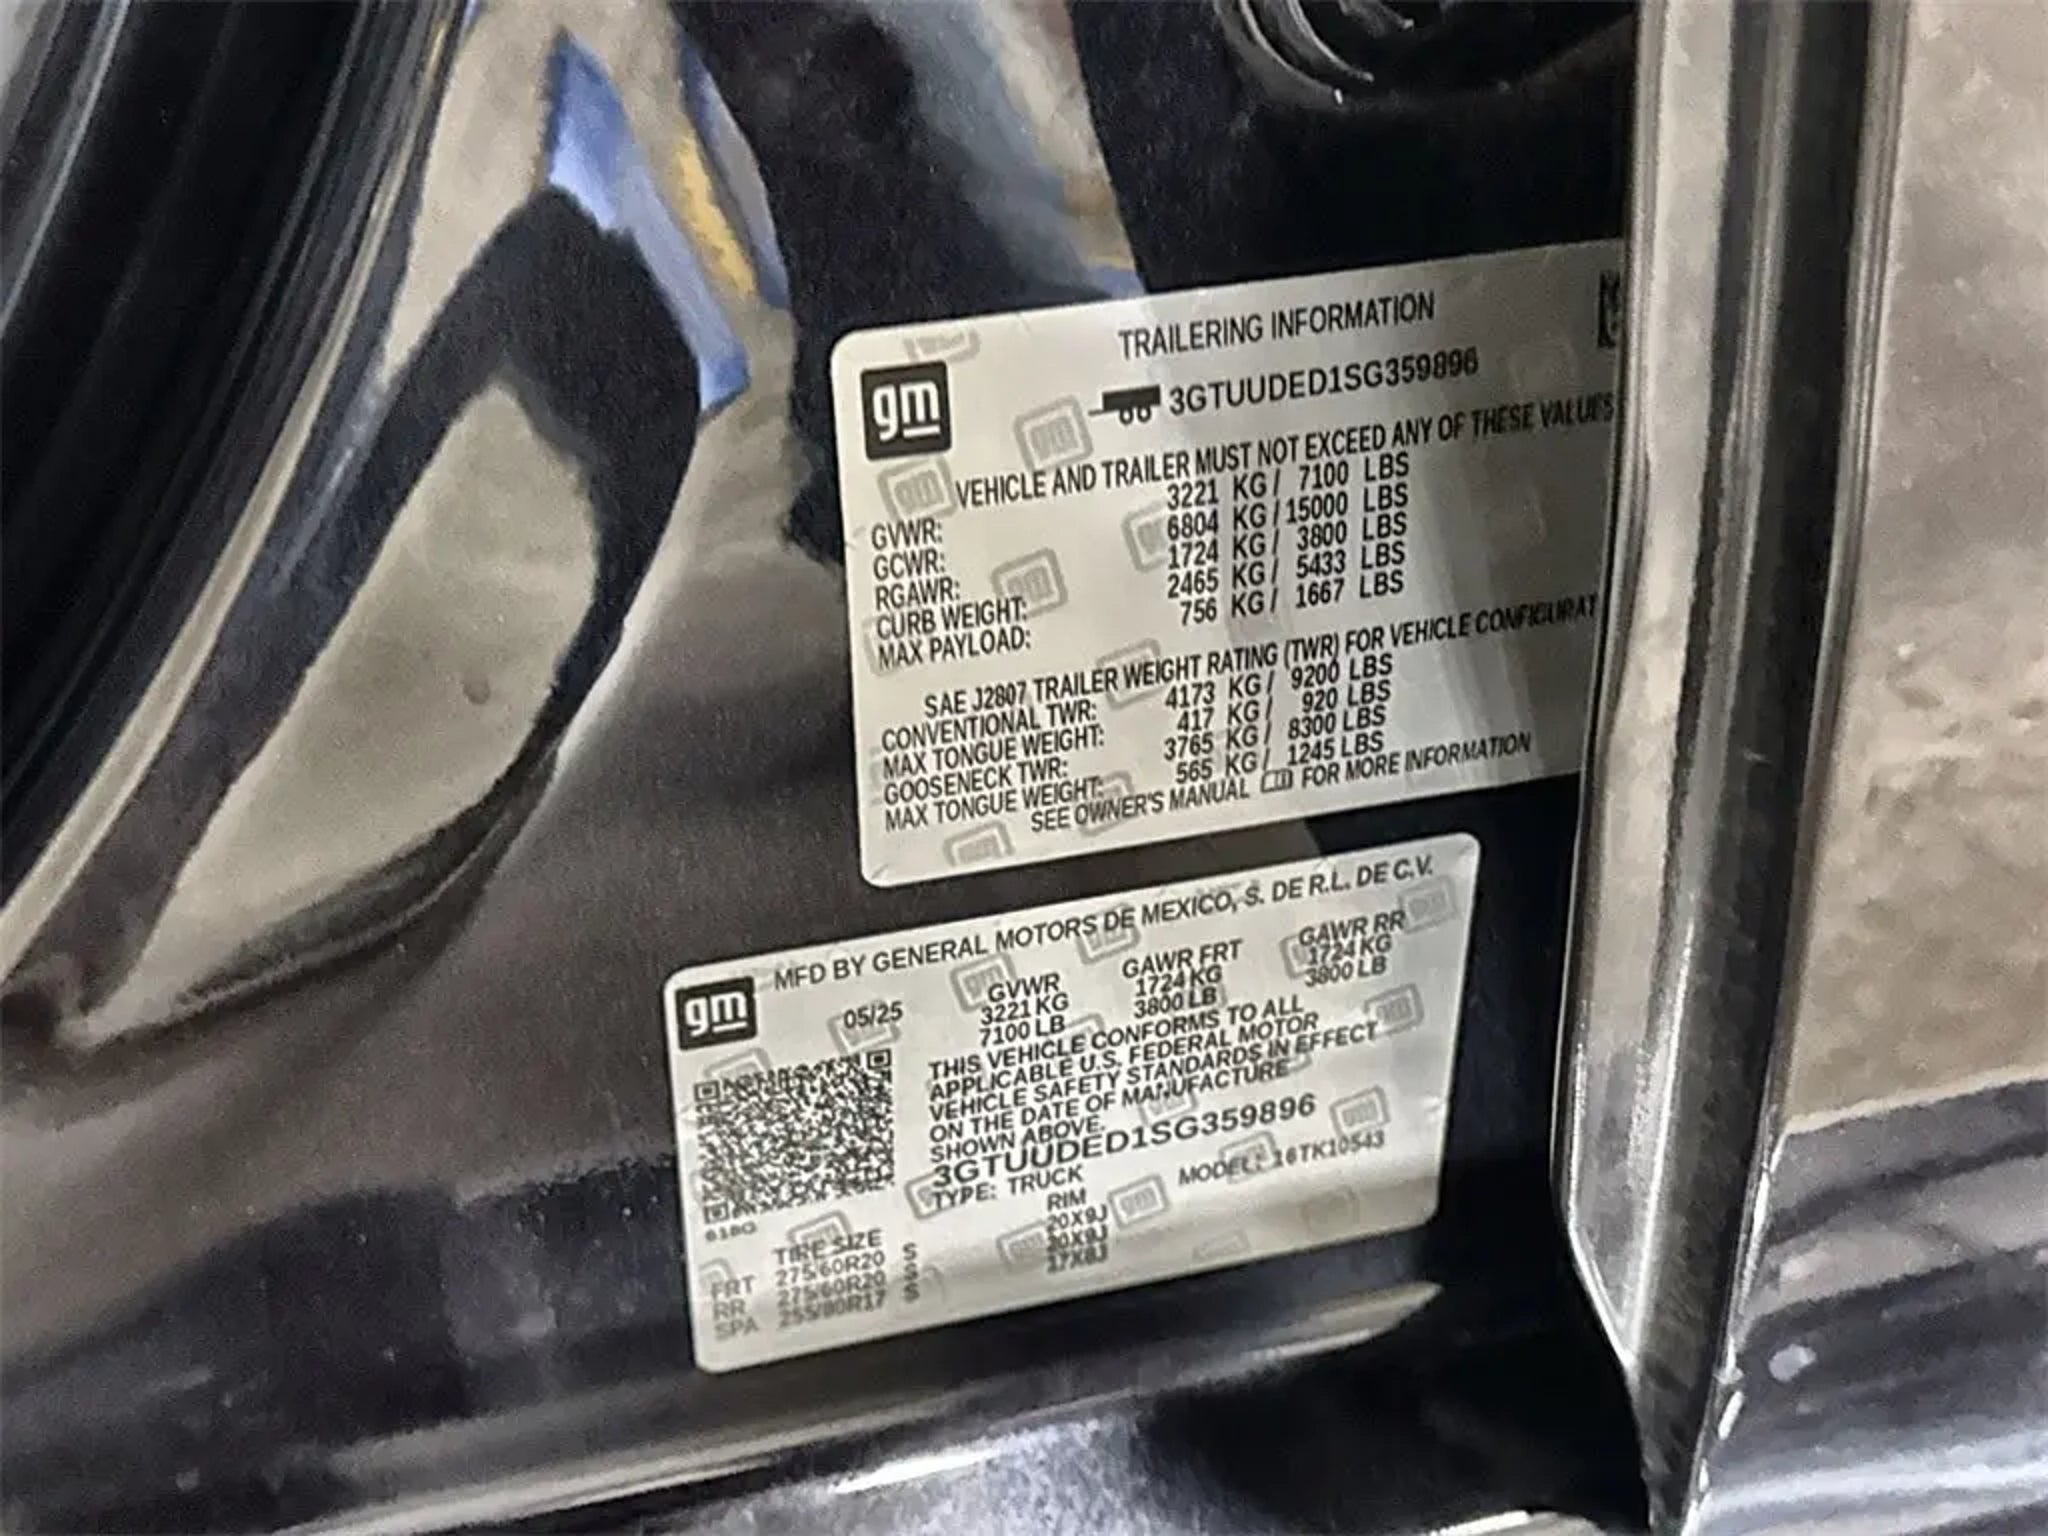 TRAILERING INFORMATION
gm
3GTUUDED1SG359896
VEHICLE AND TRAILER MUST NOT EXCEED ANY OF THESE VALUES
GVWR: 3221 KG / 7100 LBS
GCWR: 6804 KG / 15000 LBS
RGAWR: 1724 KG / 3800 LBS
CURB WEIGHT: 2465 KG / 5433 LBS
MAX PAYLOAD: 756 KG / 1667 LBS
SAE J2807 TRAILER WEIGHT RATING (TWR) FOR VEHICLE CONFIGURAT
CONVENTIONAL TWR: 4173 KG / 9200 LBS
MAX TONGUE WEIGHT: 417 KG / 920 LBS
GOOSENECK TWR: 3765 KG / 8300 LBS
MAX TONGUE WEIGHT: 565 KG / 1245 LBS
SEE OWNER'S MANUAL FOR MORE INFORMATION
gm
MFD BY GENERAL MOTORS DE MEXICO, S. DE R.L. DE C.V.
05/25 GVWR GAWR FRT GAWR RR
3221 KG 1724 KG 1724 KG
7100 LB 3800 LB 3800 LB
THIS VEHICLE CONFORMS TO ALL
APPLICABLE U.S. FEDERAL MOTOR
VEHICLE SAFETY STANDARDS IN EFFECT
ON THE DATE OF MANUFACTURE
SHOWN ABOVE.
3GTUUDED1SG359896
TYPE: TRUCK MODEL: 16TK10543
618G
TIRE SIZE RIM
FRT 275/60R20 S 20X9J
RR 275/60R20 S 20X9J
SPA 255/80R17 S 17X8J